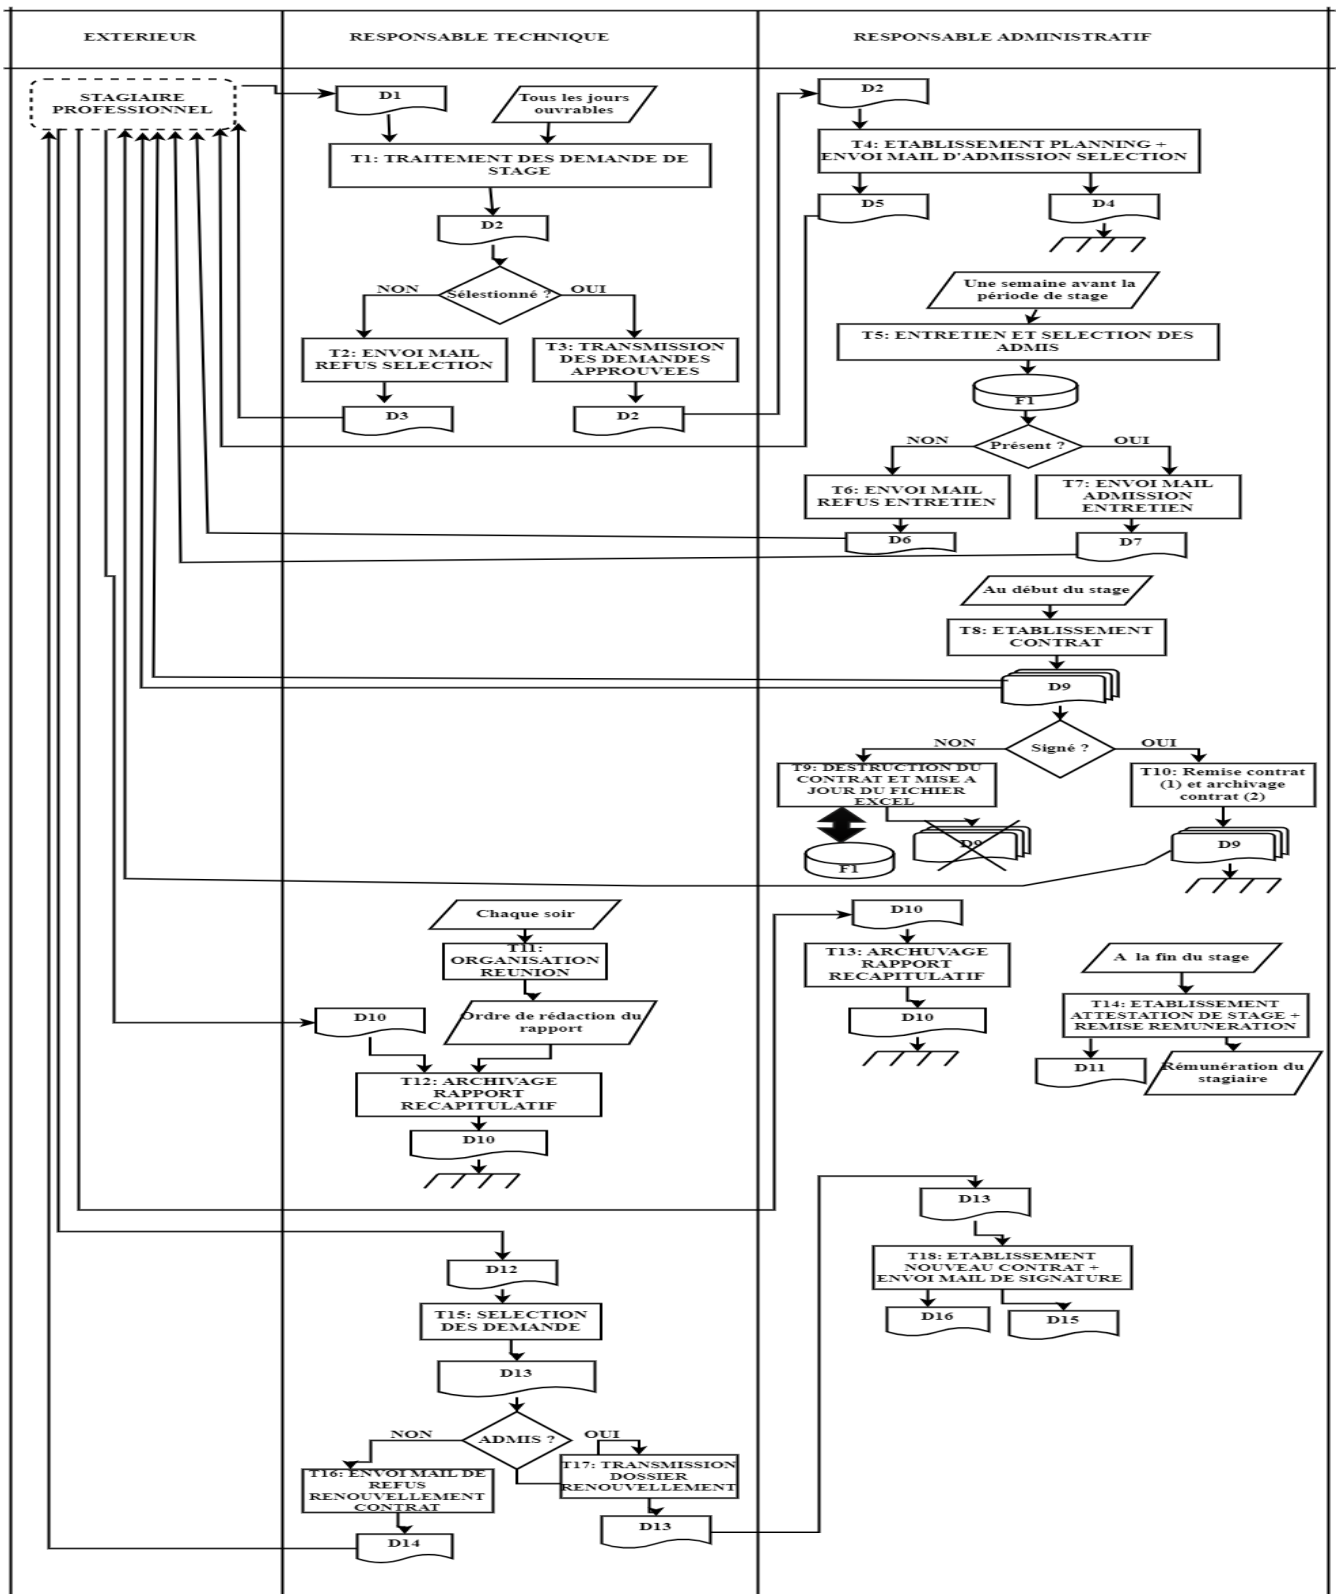 EXTERIEUR
RESPONSABLE TECHNIQUE
RESPONSABLE ADMINISTRATIF
STAGIAIRE
PROFESSIONNEL
D1
Tous les jours
ouvrables
T1: TRAITEMENT DES DEMANDE DE
STAGE
D2
Sélestionné ?
NON
OUI
T2: ENVOI MAIL
REFUS SELECTION
T3: TRANSMISSION
DES DEMANDES
APPROUVEES
D3
D2
D2
T4: ETABLISSEMENT PLANNING +
ENVOI MAIL D'ADMISSION SELECTION
D5
D4
Une semaine avant la
période de stage
T5: ENTRETIEN ET SELECTION DES
ADMIS
F1
NON
Présent ?
OUI
T6: ENVOI MAIL
REFUS ENTRETIEN
T7: ENVOI MAIL
ADMISSION
ENTRETIEN
D6
D7
Au début du stage
T8: ETABLISSEMENT
CONTRAT
D9
NON
Signé ?
OUI
T9: DESTRUCTION DU
CONTRAT ET MISE A
JOUR DU FICHIER
EXCEL
T10: Remise contrat
(1) et archivage
contrat (2)
F1
D9
D9
Chaque soir
T11:
ORGANISATION
REUNION
D10
Ordre de rédaction du
rapport
T12: ARCHIVAGE
RAPPORT
RECAPITULATIF
D10
D10
T13: ARCHUVAGE
RAPPORT
RECAPITULATIF
D10
A la fin du stage
T14: ETABLISSEMENT
ATTESTATION DE STAGE +
REMISE REMUNERATION
D11
Rémunération du
stagiaire
D12
T15: SELECTION
DES DEMANDE
D13
NON
ADMIS ?
OUI
T16: ENVOI MAIL DE
REFUS
RENOUVELLEMENT
CONTRAT
T17: TRANSMISSION
DOSSIER
RENOUVELLEMENT
D14
D13
D13
T18: ETABLISSEMENT
NOUVEAU CONTRAT +
ENVOI MAIL DE SIGNATURE
D16
D15